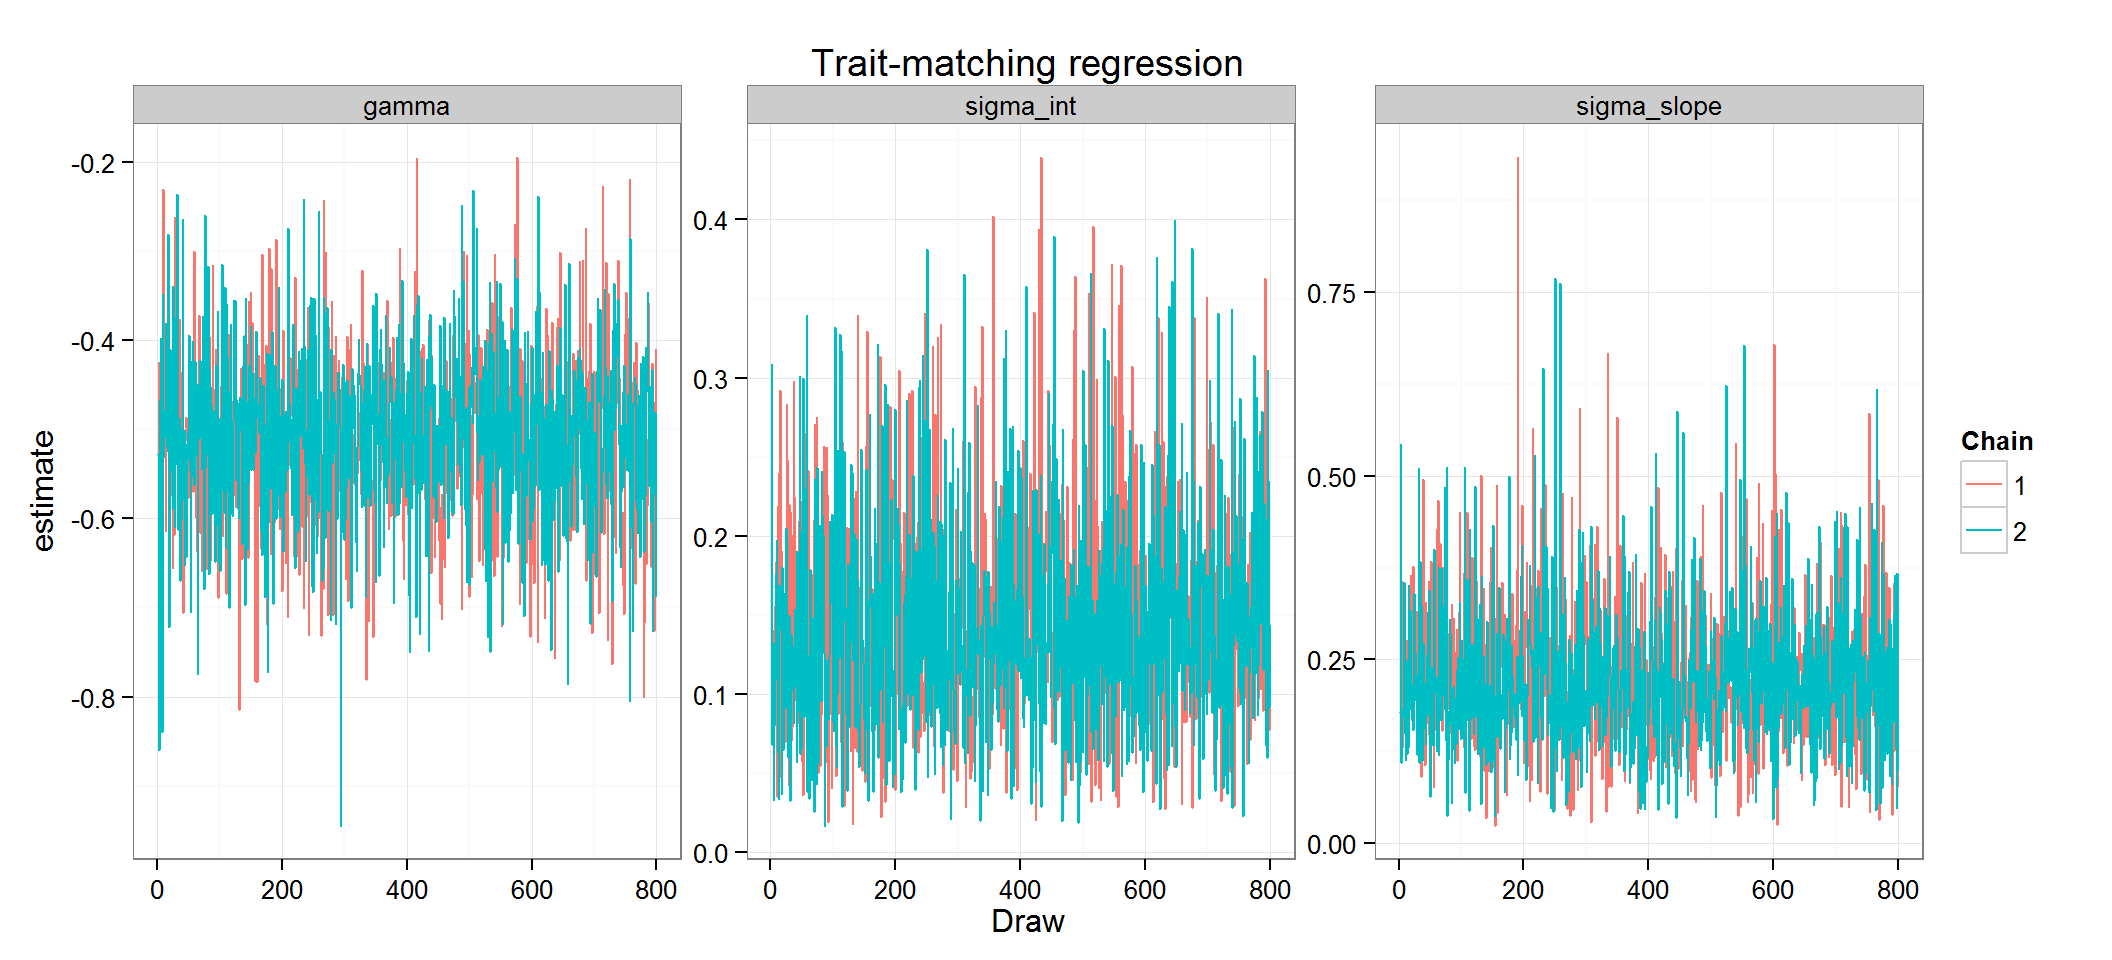 Trait-matching regression
gamma
sigma_int
sigma_slope
estimate
-0.2
-0.4
-0.6
-0.8
0.4
0.3
0.2
0.1
0.0
0.75
0.50
0.25
0.00
0 200 400 600 800
0 200 400 600 800
0 200 400 600 800
Draw
Chain
1
2